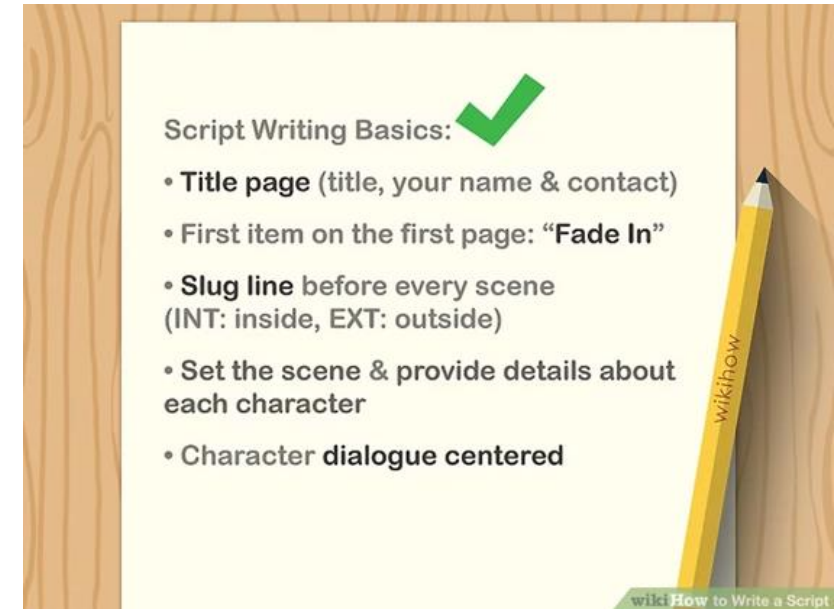 Script Writing Basics:
• Title page (title, your name & contact)
• First item on the first page: “Fade In”
• Slug line before every scene
(INT: inside, EXT: outside)
• Set the scene & provide details about
each character
• Character dialogue centered
wikihow
wikiHow to Write a Script